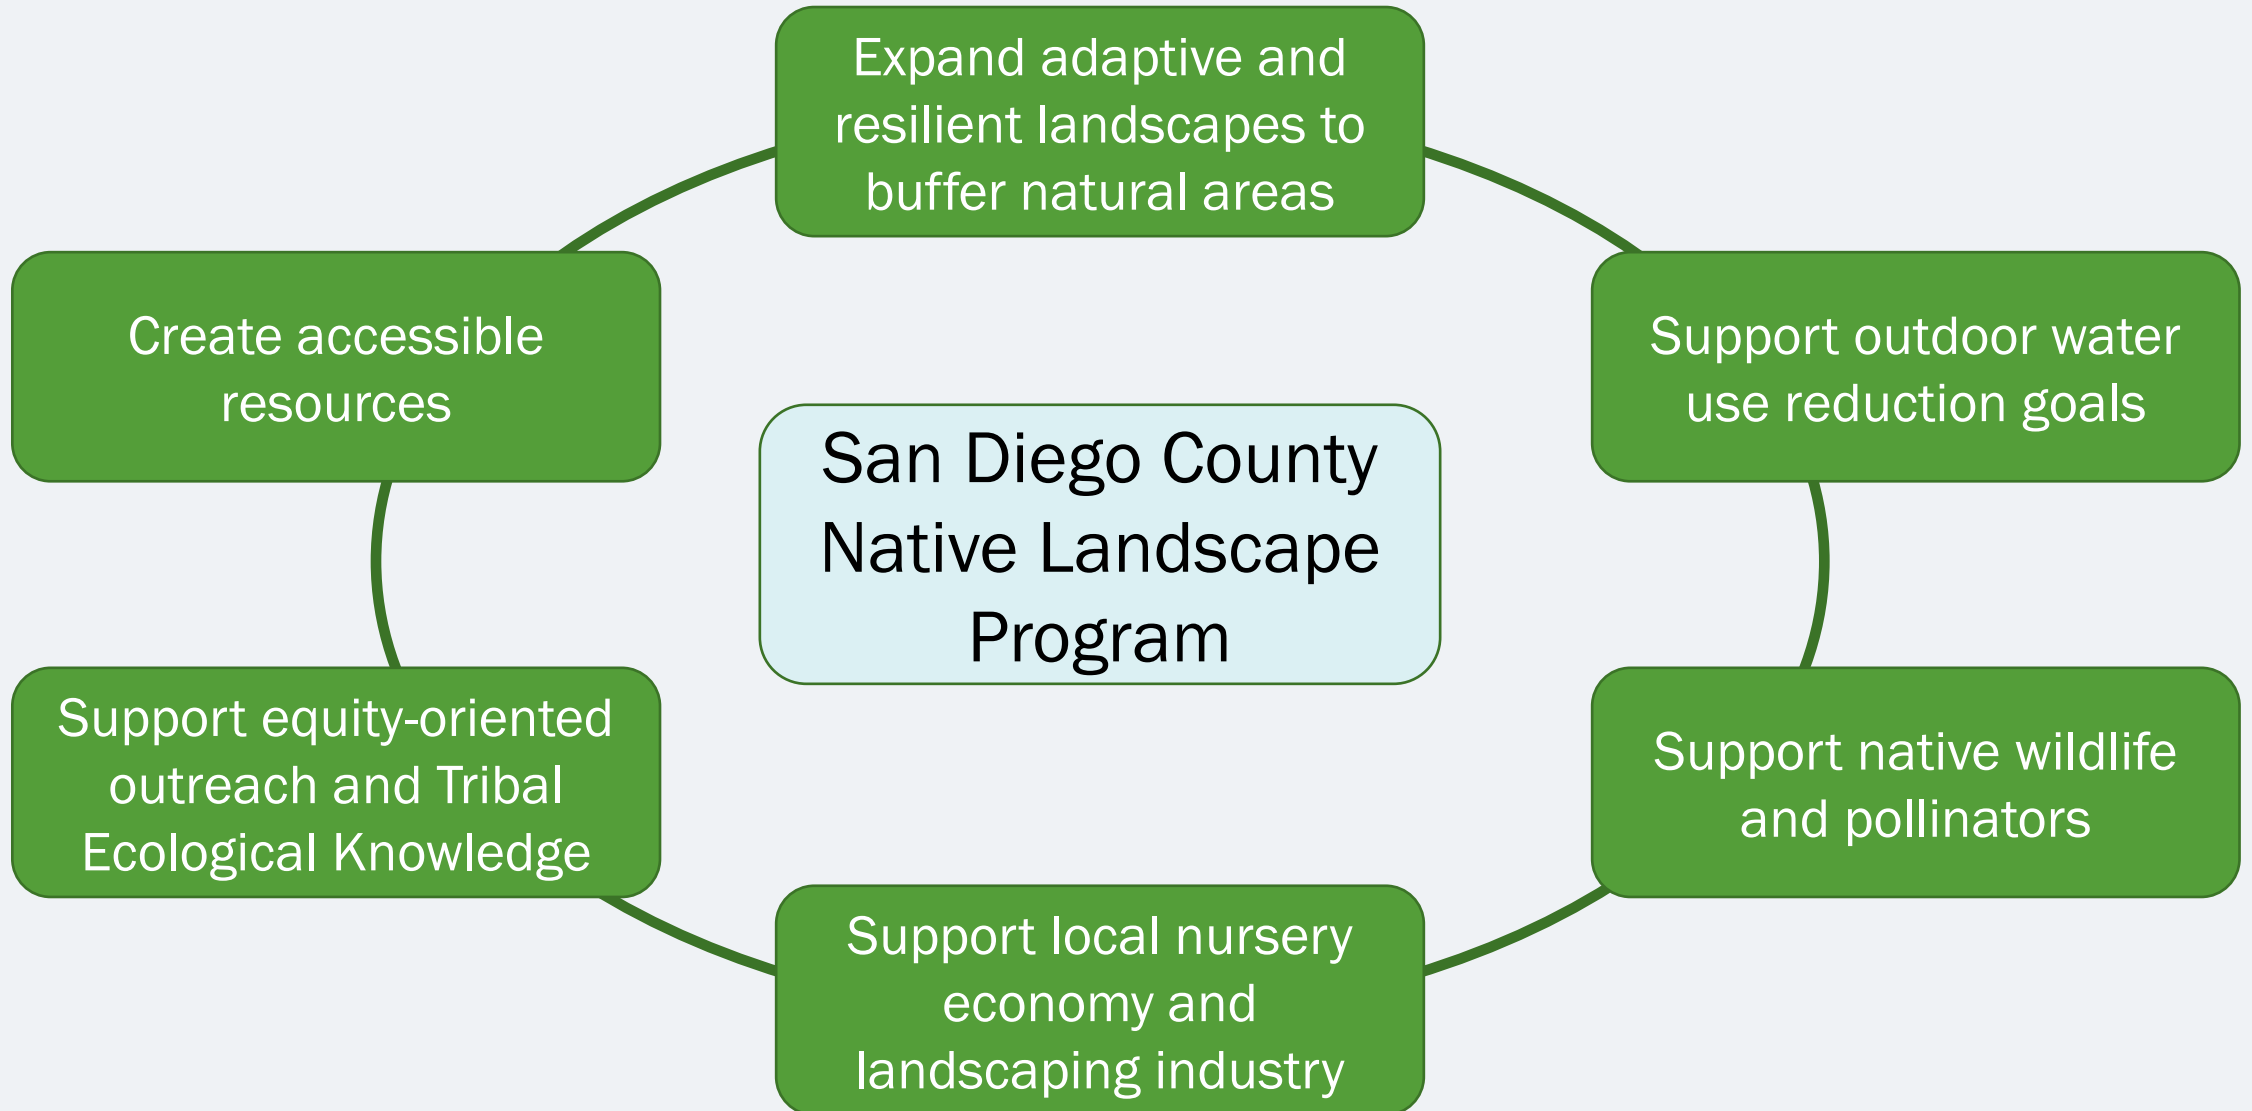 Expand adaptive and
resilient landscapes to
buffer natural areas
Create accessible
resources
Support outdoor water
use reduction goals
San Diego County
Native Landscape
Program
Support equity-oriented
outreach and Tribal
Ecological Knowledge
Support native wildlife
and pollinators
Support local nursery
economy and
landscaping industry